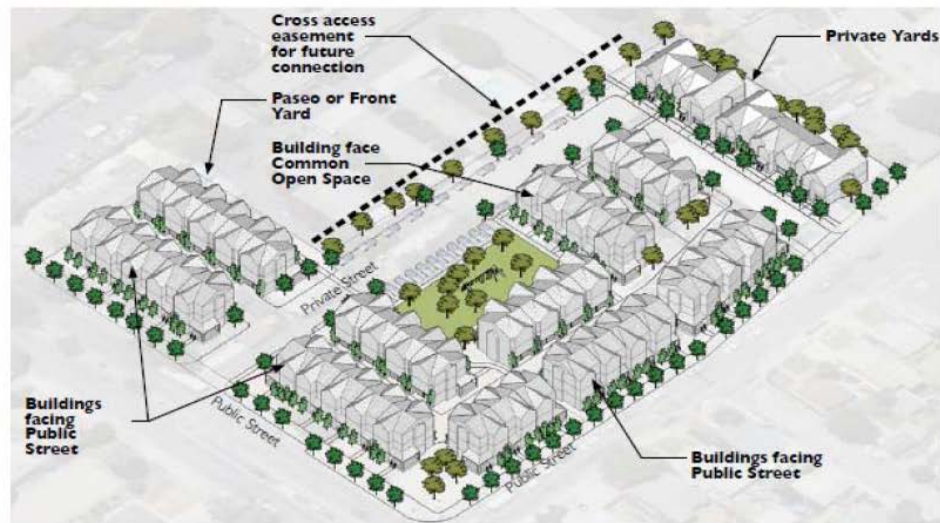 Cross access
easement
for future
connection
Private Yards
Paseo or Front
Yard
Building face
Common
Open Space
Private Street
Buildings
facing
Public
Street
Public Street
Public Street
Buildings facing
Public Street